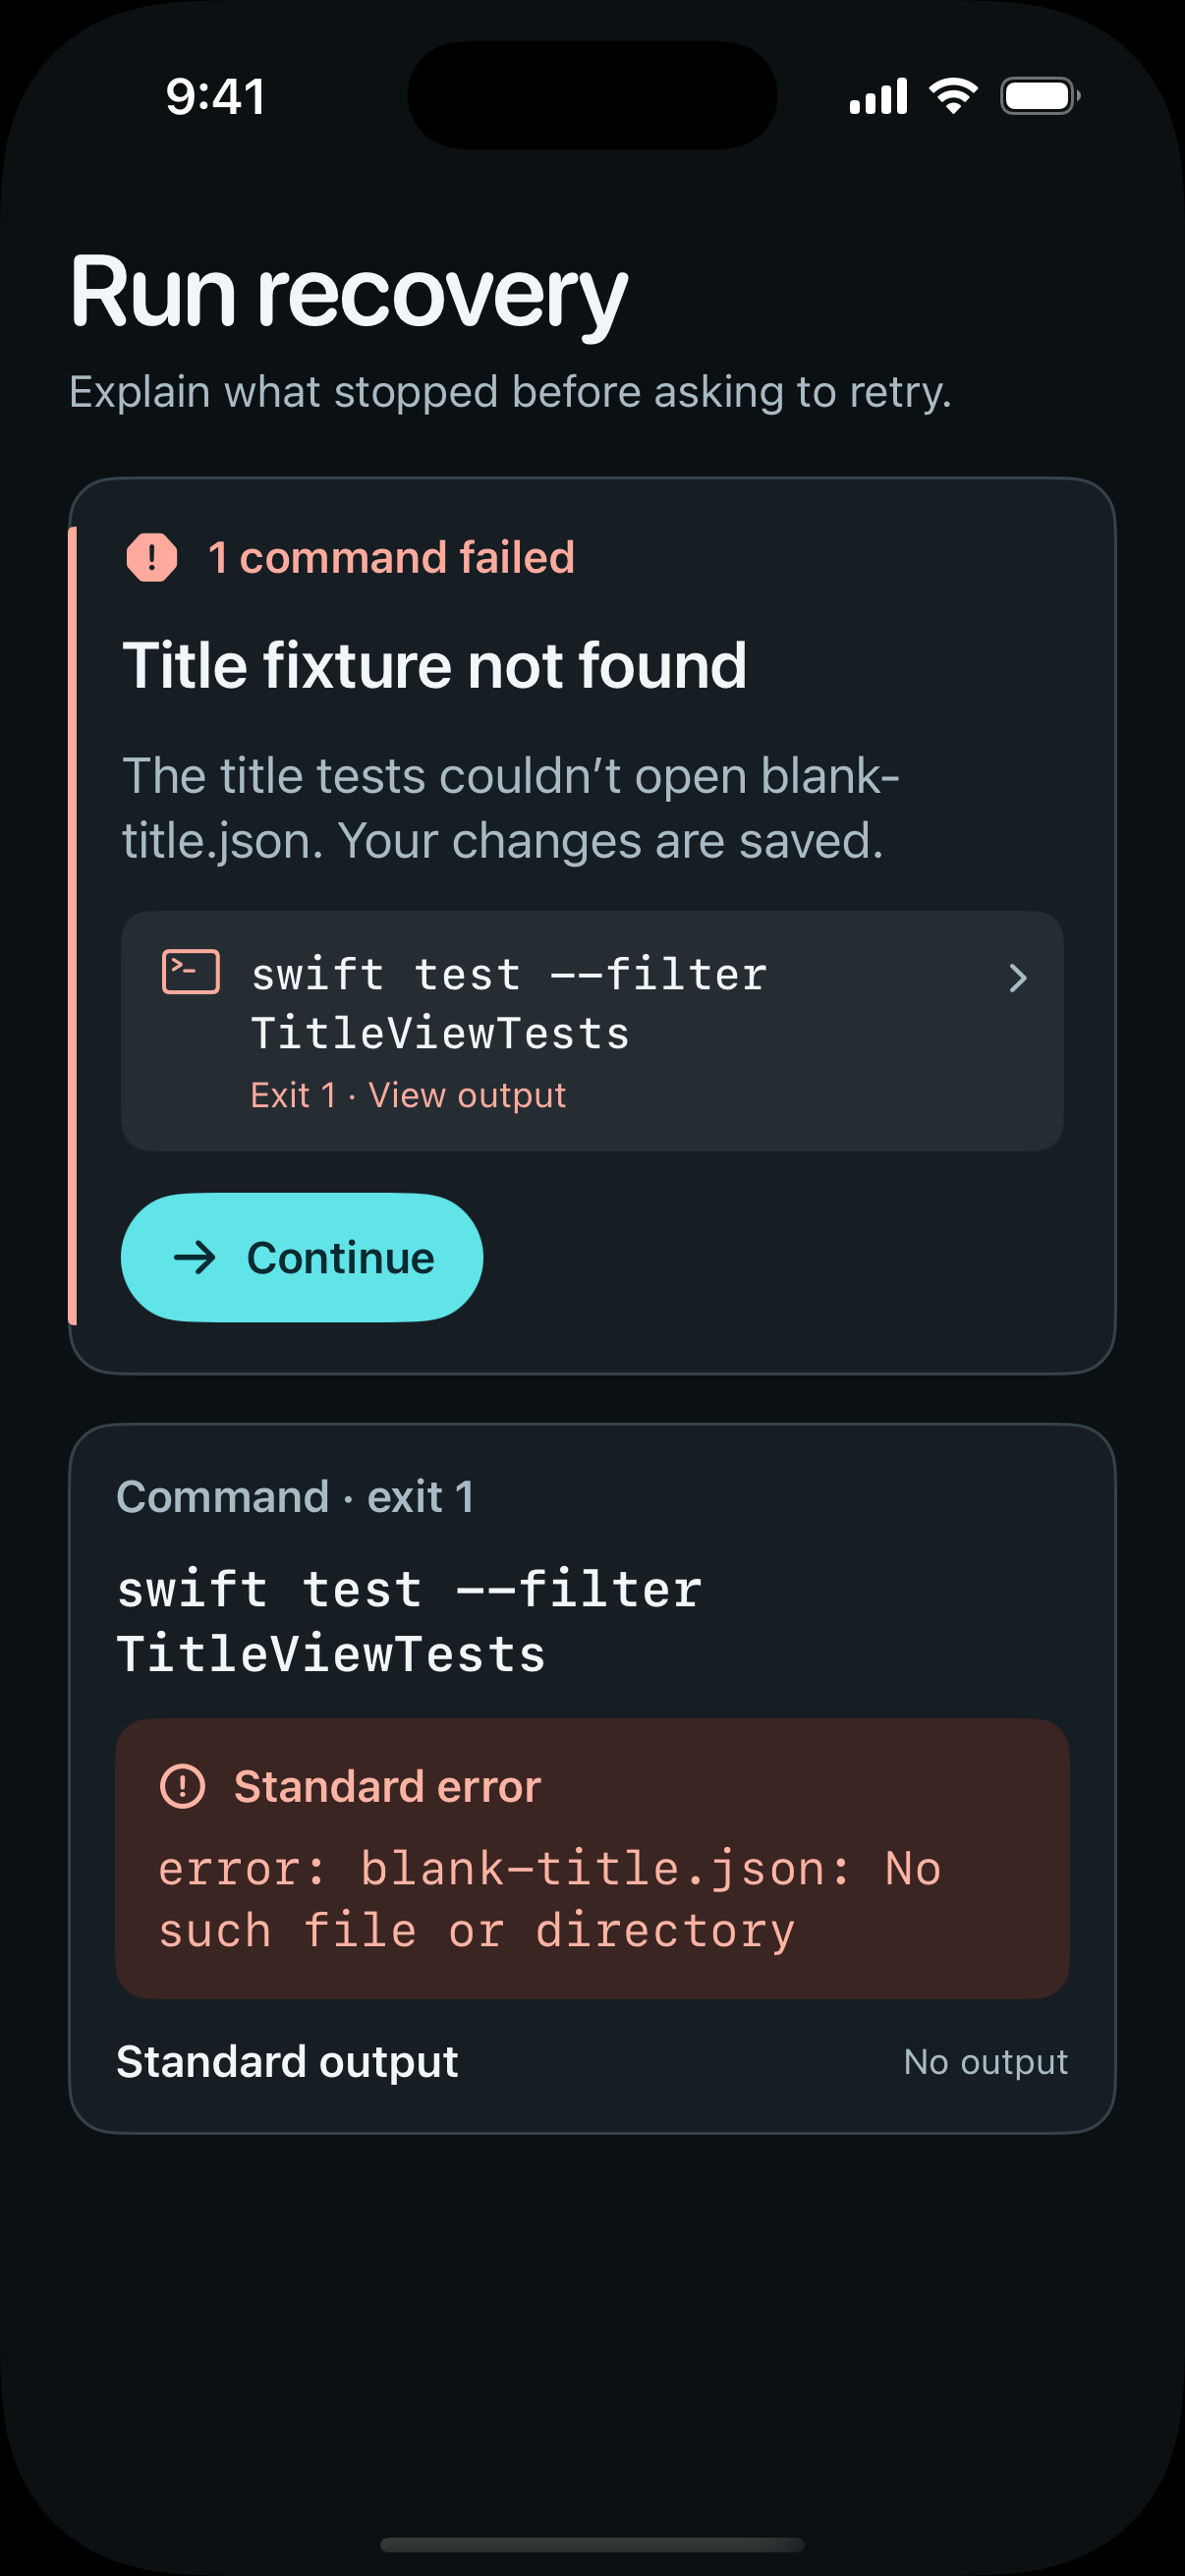 9:41
Run recovery
Explain what stopped before asking to retry.
1 command failed
Title fixture not found
The title tests couldn’t open blank-
title.json. Your changes are saved.
swift test --filter
TitleViewTests
Exit 1 · View output
Continue
Command · exit 1
swift test --filter
TitleViewTests
Standard error
error: blank-title.json: No
such file or directory
Standard output No output